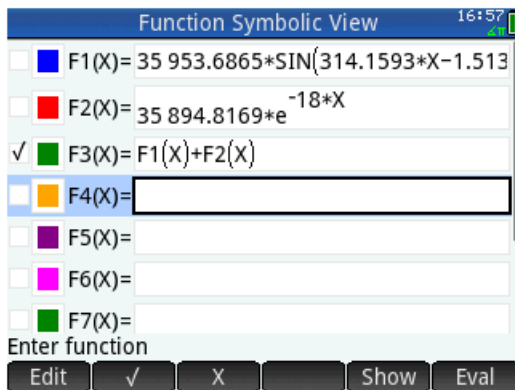 Function Symbolic View 16:57
∡π
F1(X)= 35 953.6865*SIN(314.1593*X−1.513
F2(X)= 35 894.8169*e^-18*X
√ F3(X)= F1(X)+F2(X)
F4(X)=
F5(X)=
F6(X)=
F7(X)=
Enter function
Edit √ X Show Eval